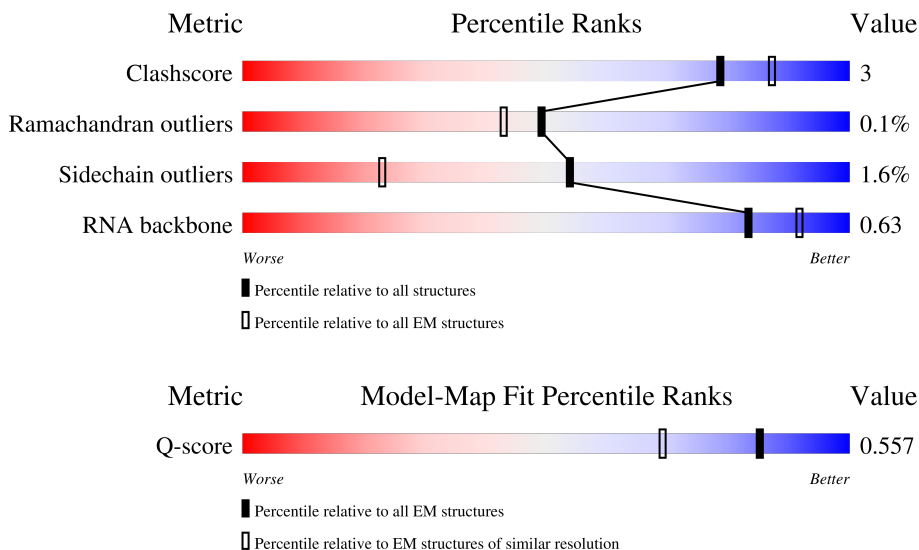 Metric Percentile Ranks Value
Clashscore 3
Ramachandran outliers 0.1%
Sidechain outliers 1.6%
RNA backbone 0.63
Worse Better
Percentile relative to all structures
Percentile relative to all EM structures
Metric Model-Map Fit Percentile Ranks Value
Q-score 0.557
Worse Better
Percentile relative to all EM structures
Percentile relative to EM structures of similar resolution